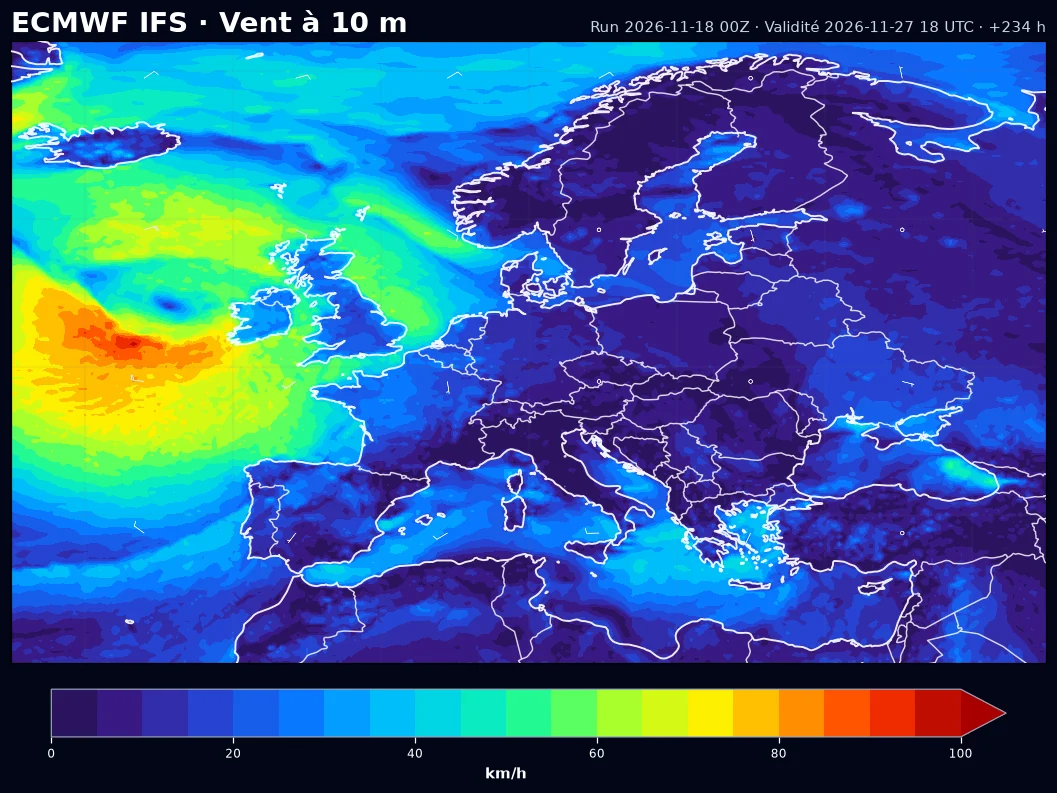 ECMWF IFS · Vent à 10 m
Run 2026-11-18 00Z · Validité 2026-11-27 18 UTC · +234 h
0 20 40 60 80 100
km/h